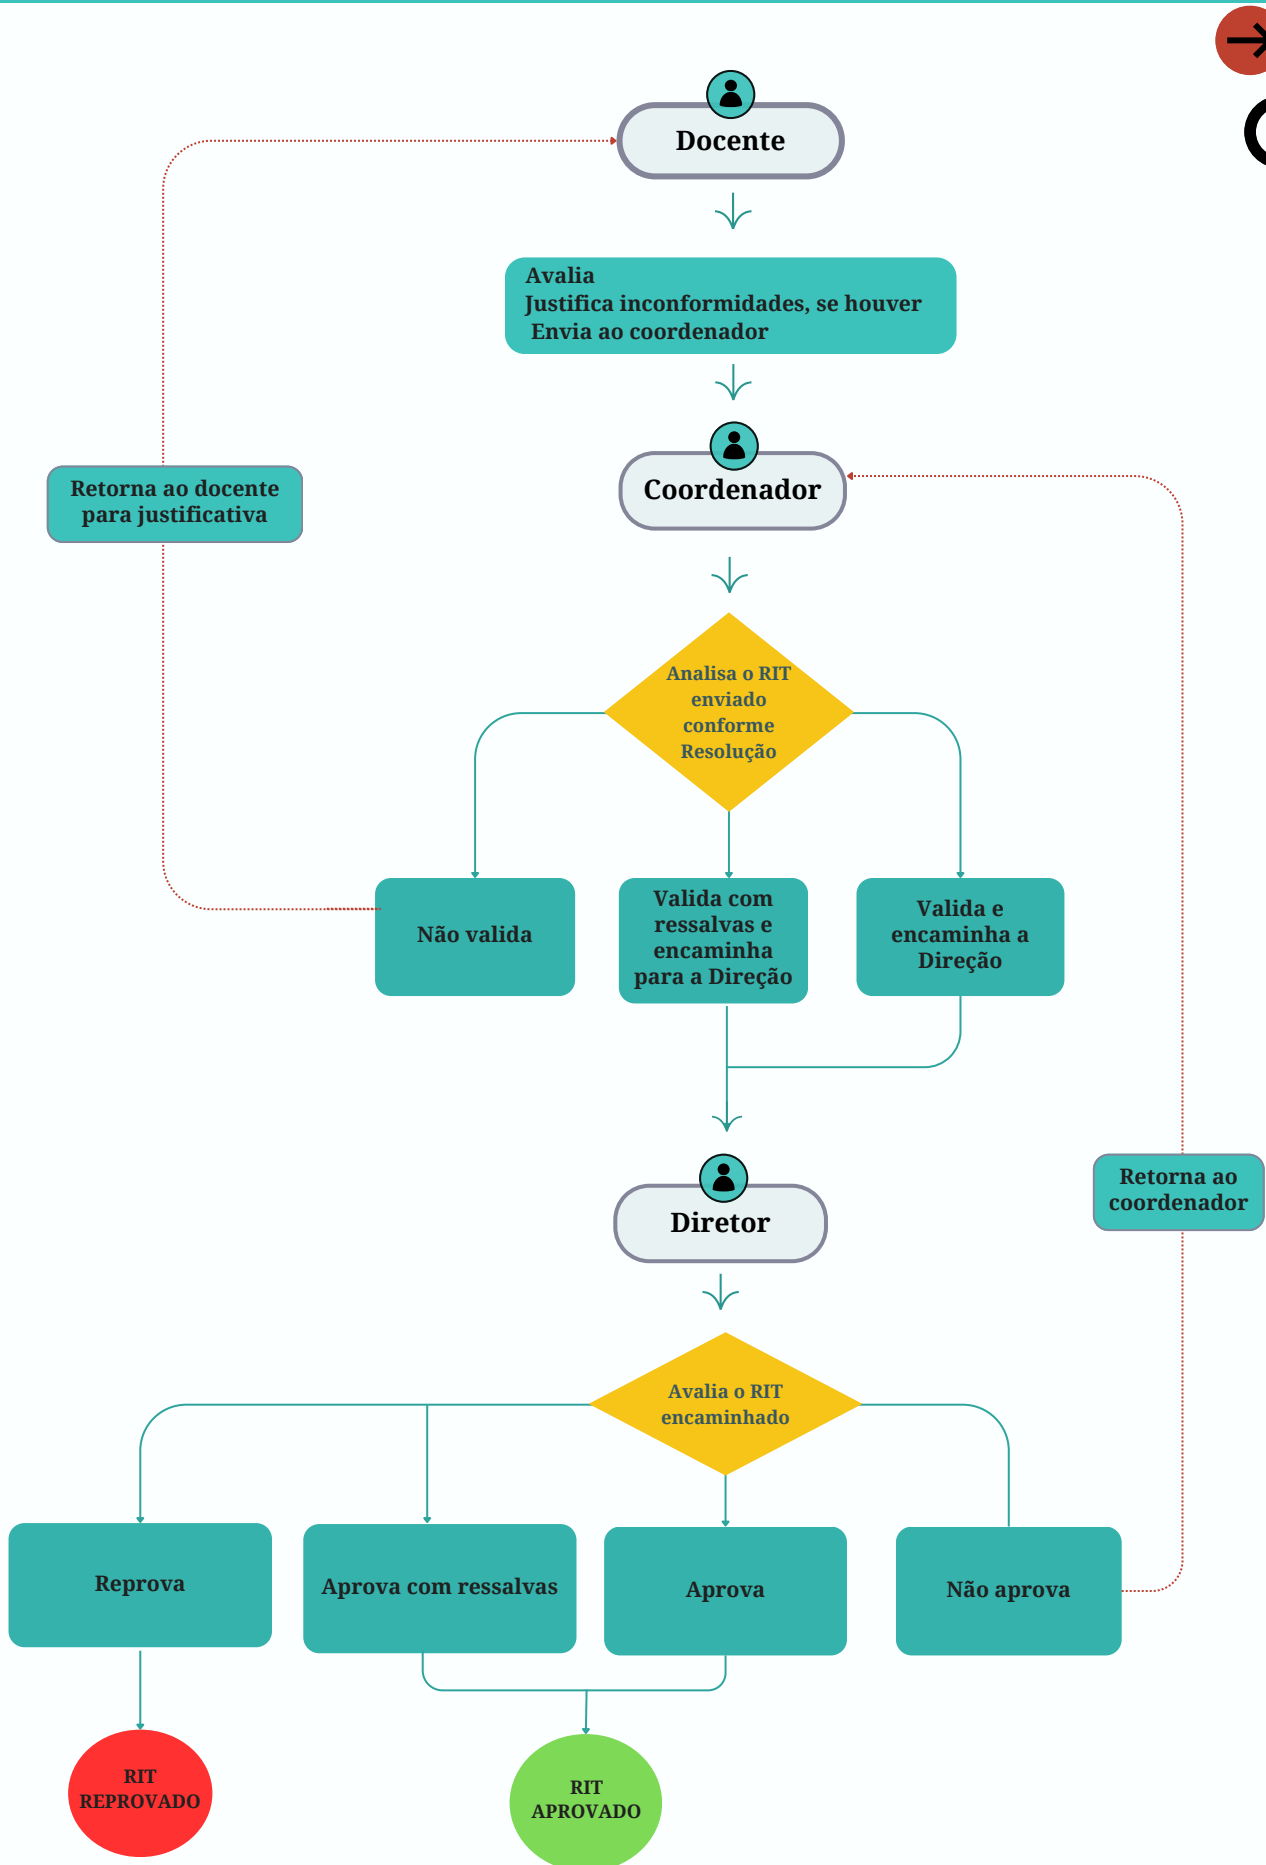 Docente
Avalia
Justifica inconformidades, se houver
Envia ao coordenador
Coordenador
Retorna ao docente
para justificativa
Analisa o RIT
enviado
conforme
Resolução
Não valida
Valida com
ressalvas e
encaminha
para a Direção
Valida e
encaminha a
Direção
Retorna ao
coordenador
Diretor
Avalia o RIT
encaminhado
Reprova
Aprova com ressalvas
Aprova
Não aprova
RIT
REPROVADO
RIT
APROVADO